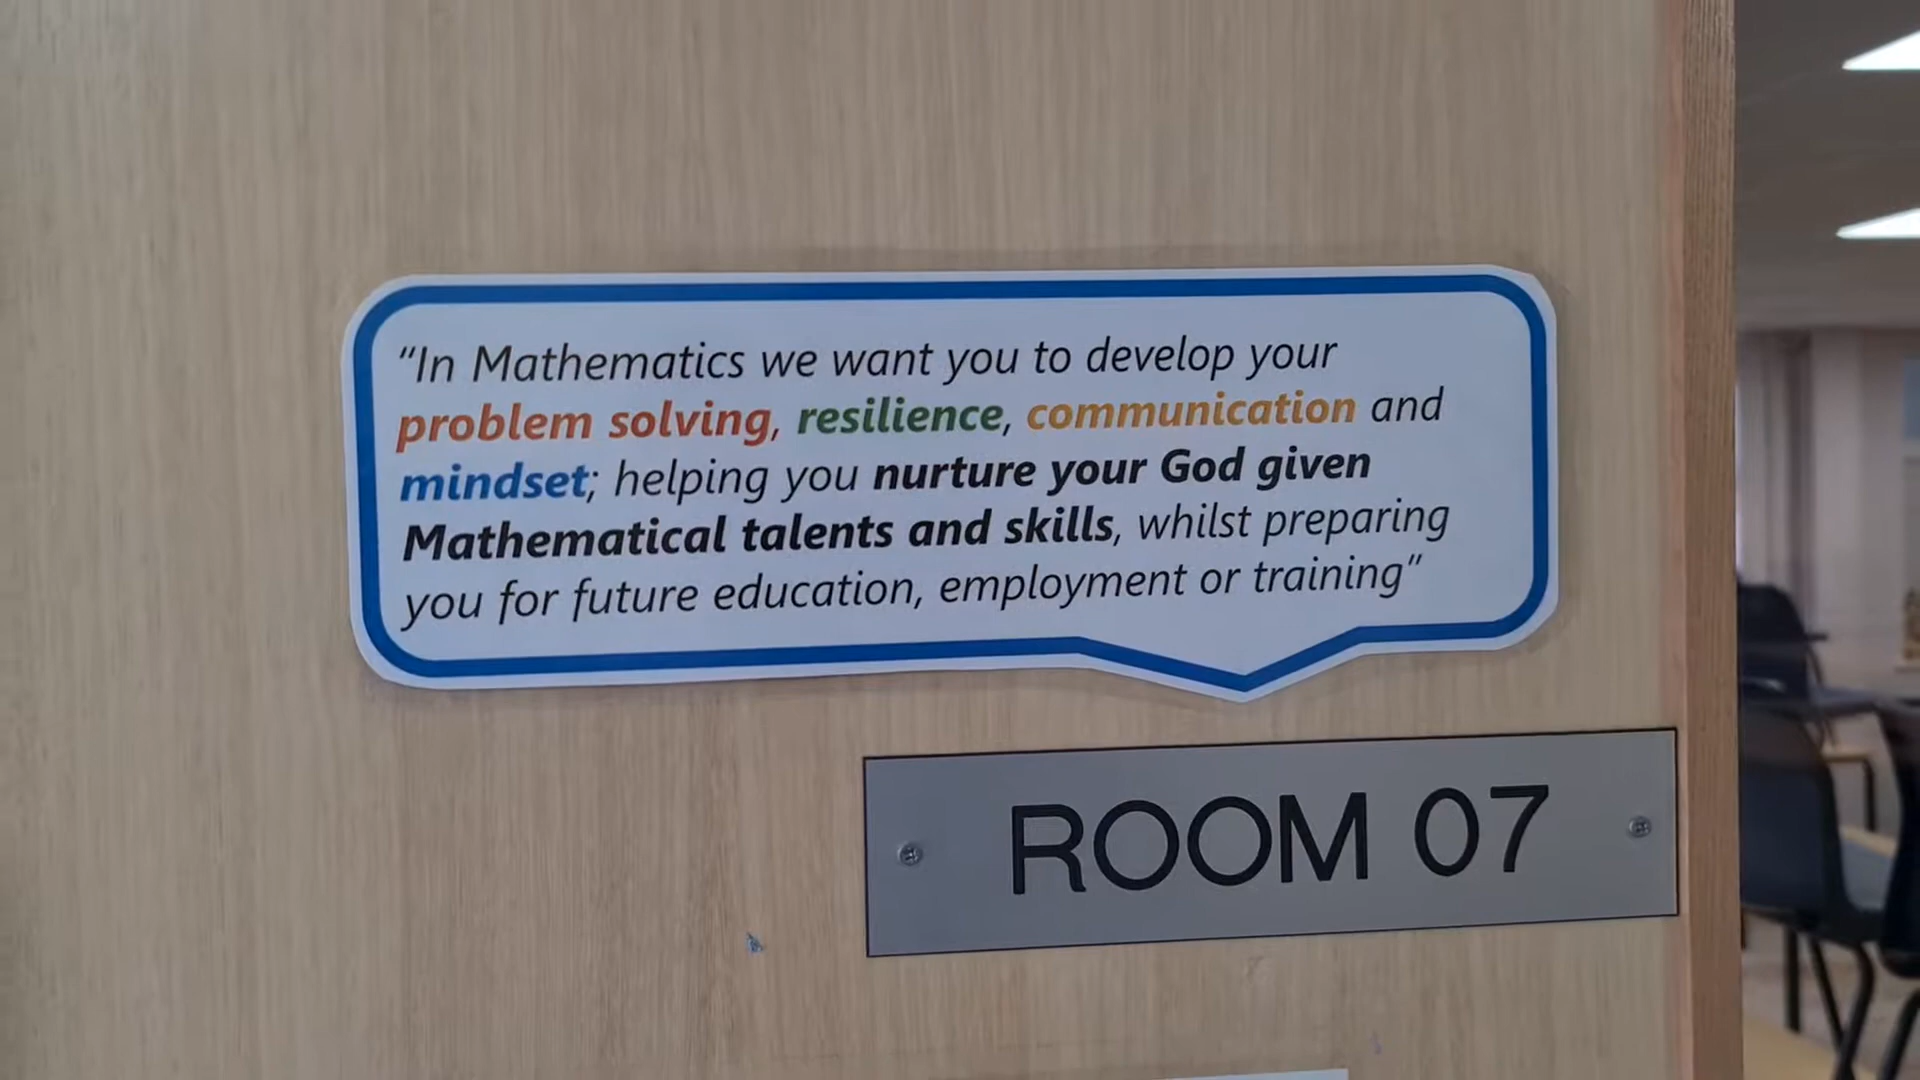 “In Mathematics we want you to develop your
problem solving, resilience, communication and
mindset; helping you nurture your God given
Mathematical talents and skills, whilst preparing
you for future education, employment or training”
ROOM 07